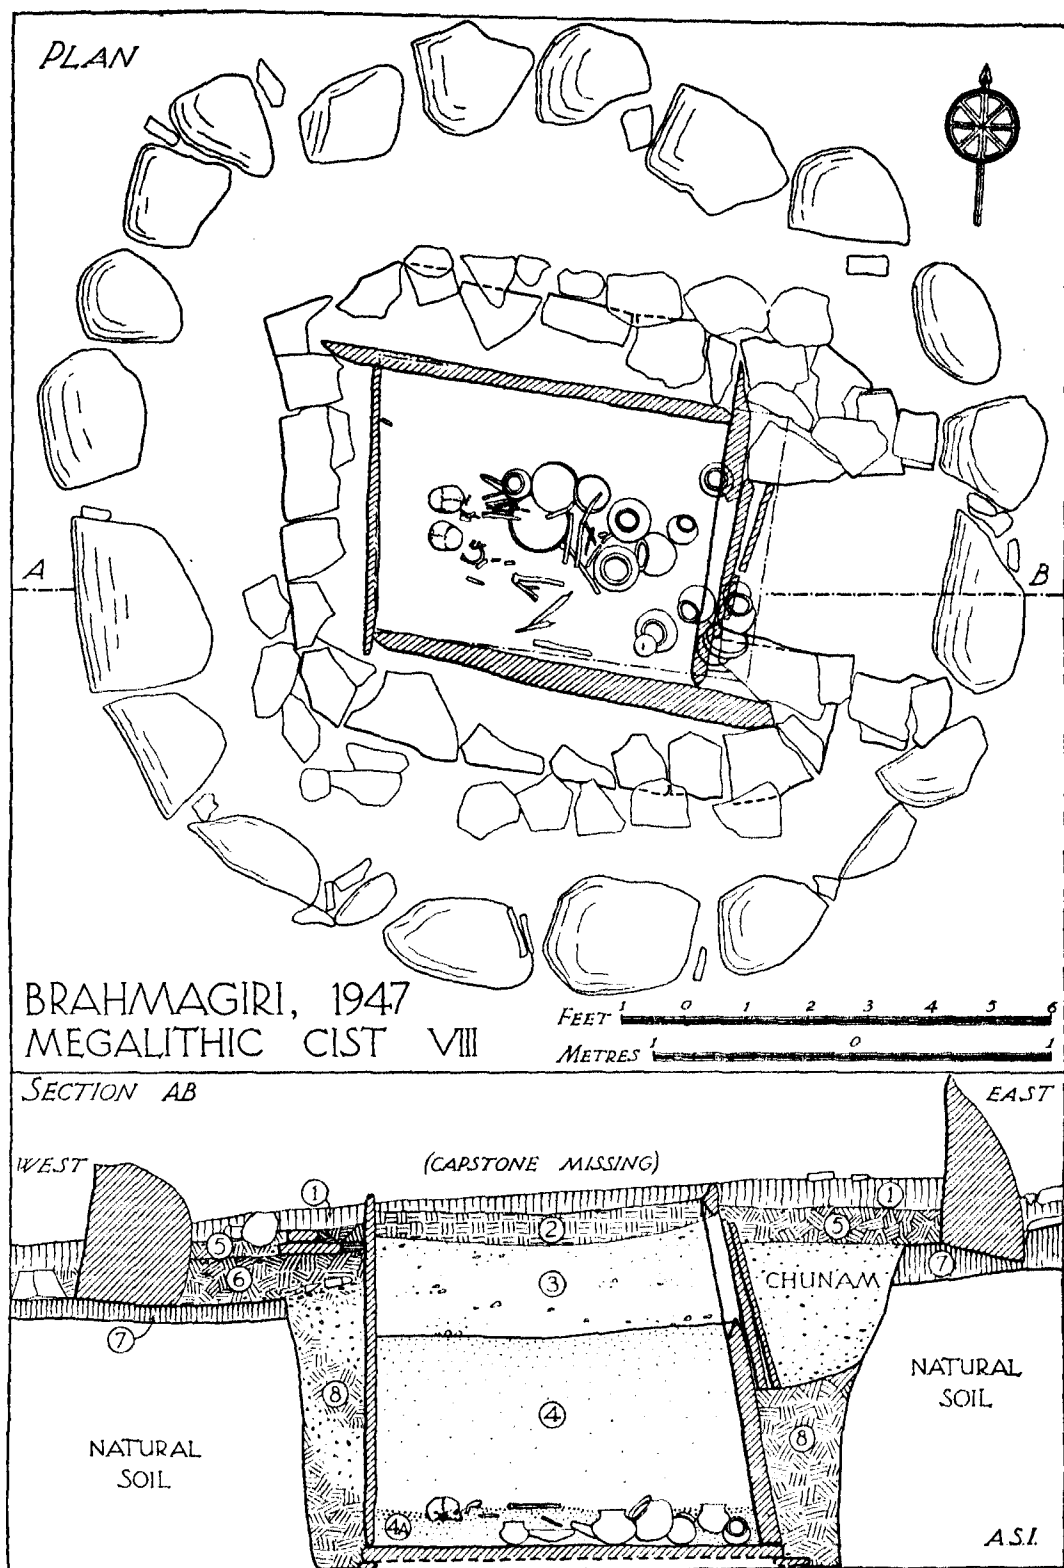 PLAN
A
B
BRAHMAGIRI, 1947
MEGALITHIC CIST VIII
FEET 1 0 1 2 3 4 5 6
METRES 1 0 1
SECTION AB
EAST
WEST
(CAPSTONE MISSING)
1
1
2
5
5
6
3
CHUNAM
7
7
NATURAL
SOIL
8
4
8
NATURAL
SOIL
4A
A.S.I.